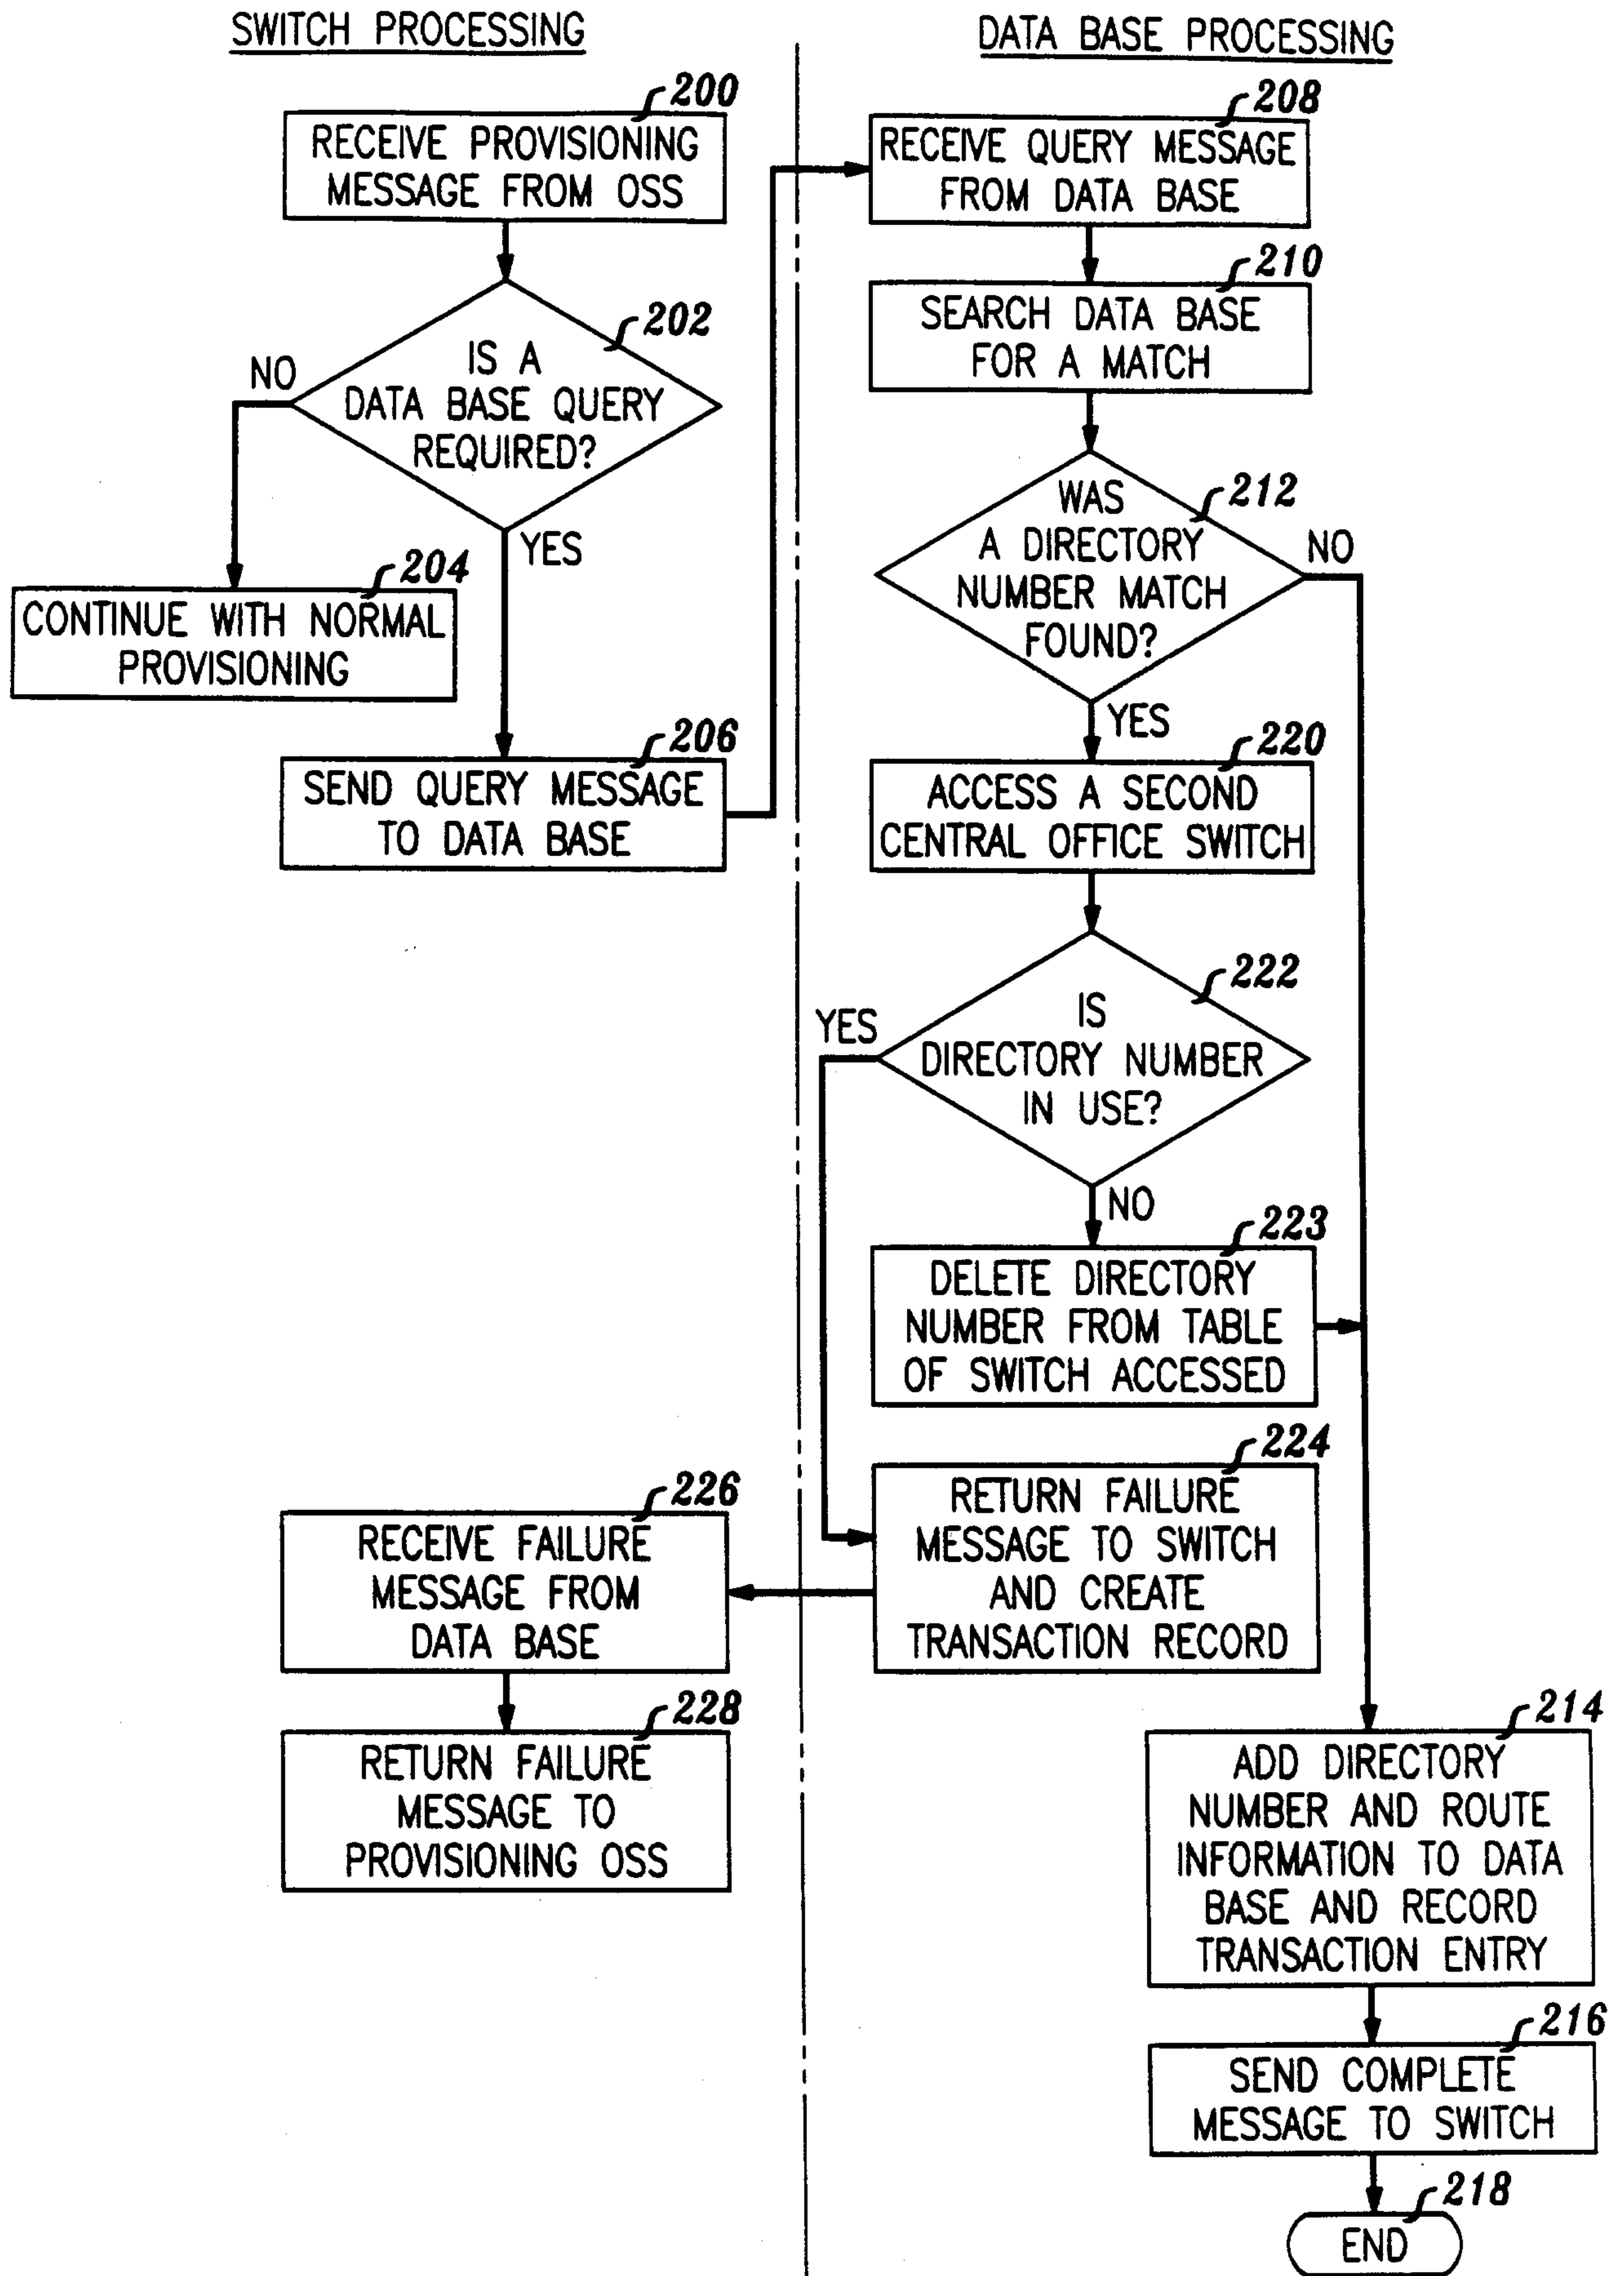 SWITCH PROCESSING
200
RECEIVE PROVISIONING
MESSAGE FROM OSS
202
IS A
DATA BASE QUERY
REQUIRED?
NO
YES
204
CONTINUE WITH NORMAL
PROVISIONING
206
SEND QUERY MESSAGE
TO DATA BASE
DATA BASE PROCESSING
208
RECEIVE QUERY MESSAGE
FROM DATA BASE
210
SEARCH DATA BASE
FOR A MATCH
212
WAS
A DIRECTORY
NUMBER MATCH
FOUND?
NO
YES
220
ACCESS A SECOND
CENTRAL OFFICE SWITCH
222
IS
DIRECTORY NUMBER
IN USE?
YES
NO
223
DELETE DIRECTORY
NUMBER FROM TABLE
OF SWITCH ACCESSED
224
RETURN FAILURE
MESSAGE TO SWITCH
AND CREATE
TRANSACTION RECORD
226
RECEIVE FAILURE
MESSAGE FROM
DATA BASE
228
RETURN FAILURE
MESSAGE TO
PROVISIONING OSS
214
ADD DIRECTORY
NUMBER AND ROUTE
INFORMATION TO DATA
BASE AND RECORD
TRANSACTION ENTRY
216
SEND COMPLETE
MESSAGE TO SWITCH
218
END